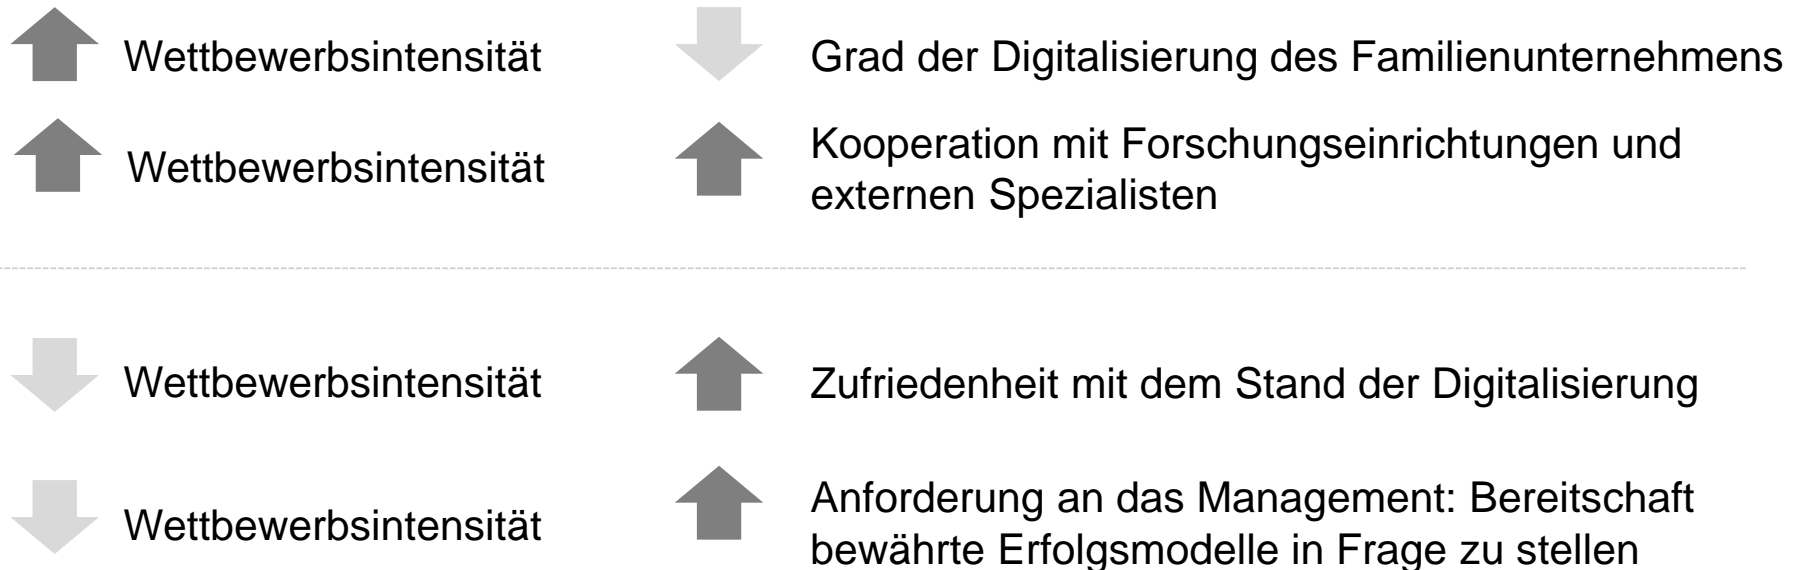 Wettbewerbsintensität
Grad der Digitalisierung des Familienunternehmens
Wettbewerbsintensität
Kooperation mit Forschungseinrichtungen und
externen Spezialisten
Wettbewerbsintensität
Zufriedenheit mit dem Stand der Digitalisierung
Wettbewerbsintensität
Anforderung an das Management: Bereitschaft
bewährte Erfolgsmodelle in Frage zu stellen